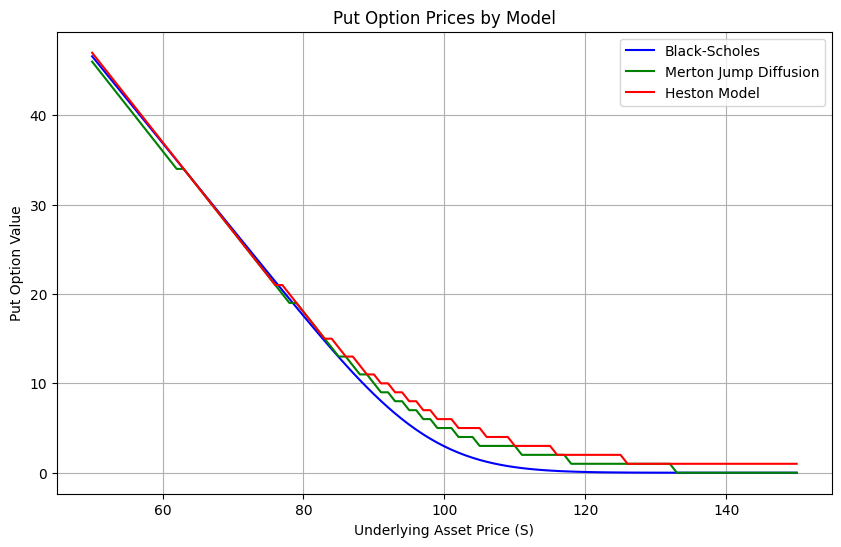 Put Option Prices by Model
Black-Scholes
Merton Jump Diffusion
Heston Model
Put Option Value
40
30
20
10
0
60
80
100
120
140
Underlying Asset Price (S)